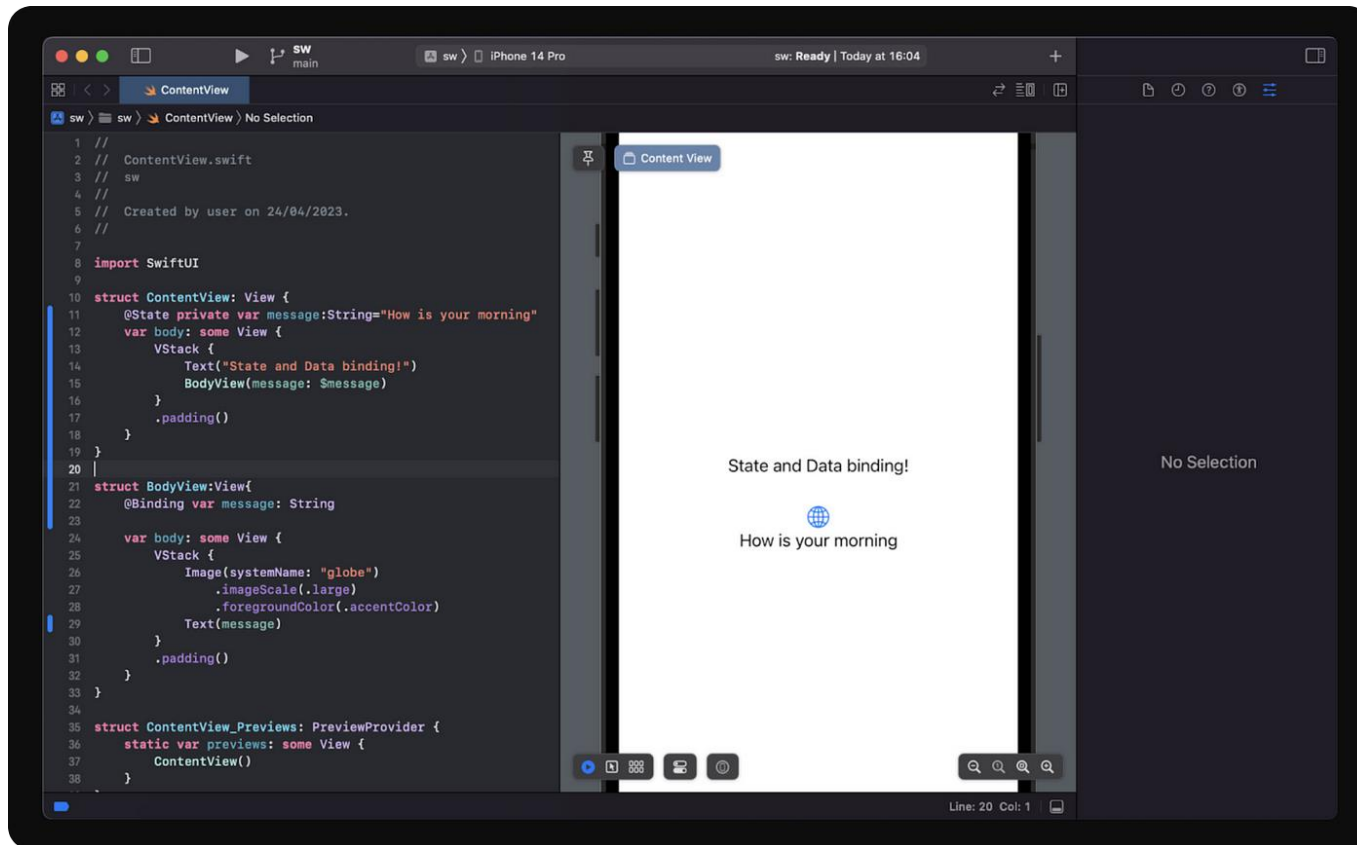 sw
main
sw 〉 iPhone 14 Pro
sw: Ready | Today at 16:04
ContentView
sw 〉 sw 〉 ContentView 〉 No Selection
1 //
2 //  ContentView.swift
3 //  sw
4 //
5 //  Created by user on 24/04/2023.
6 //
7
8 import SwiftUI
9
10 struct ContentView: View {
11     @State private var message:String="How is your morning"
12     var body: some View {
13         VStack {
14             Text("State and Data binding!")
15             BodyView(message: $message)
16         }
17         .padding()
18     }
19 }
20
21 struct BodyView:View{
22     @Binding var message: String
23
24     var body: some View {
25         VStack {
26             Image(systemName: "globe")
27                 .imageScale(.large)
28                 .foregroundColor(.accentColor)
29             Text(message)
30         }
31         .padding()
32     }
33 }
34
35 struct ContentView_Previews: PreviewProvider {
36     static var previews: some View {
37         ContentView()
38     }
Content View
State and Data binding!
How is your morning
No Selection
Line: 20 Col: 1